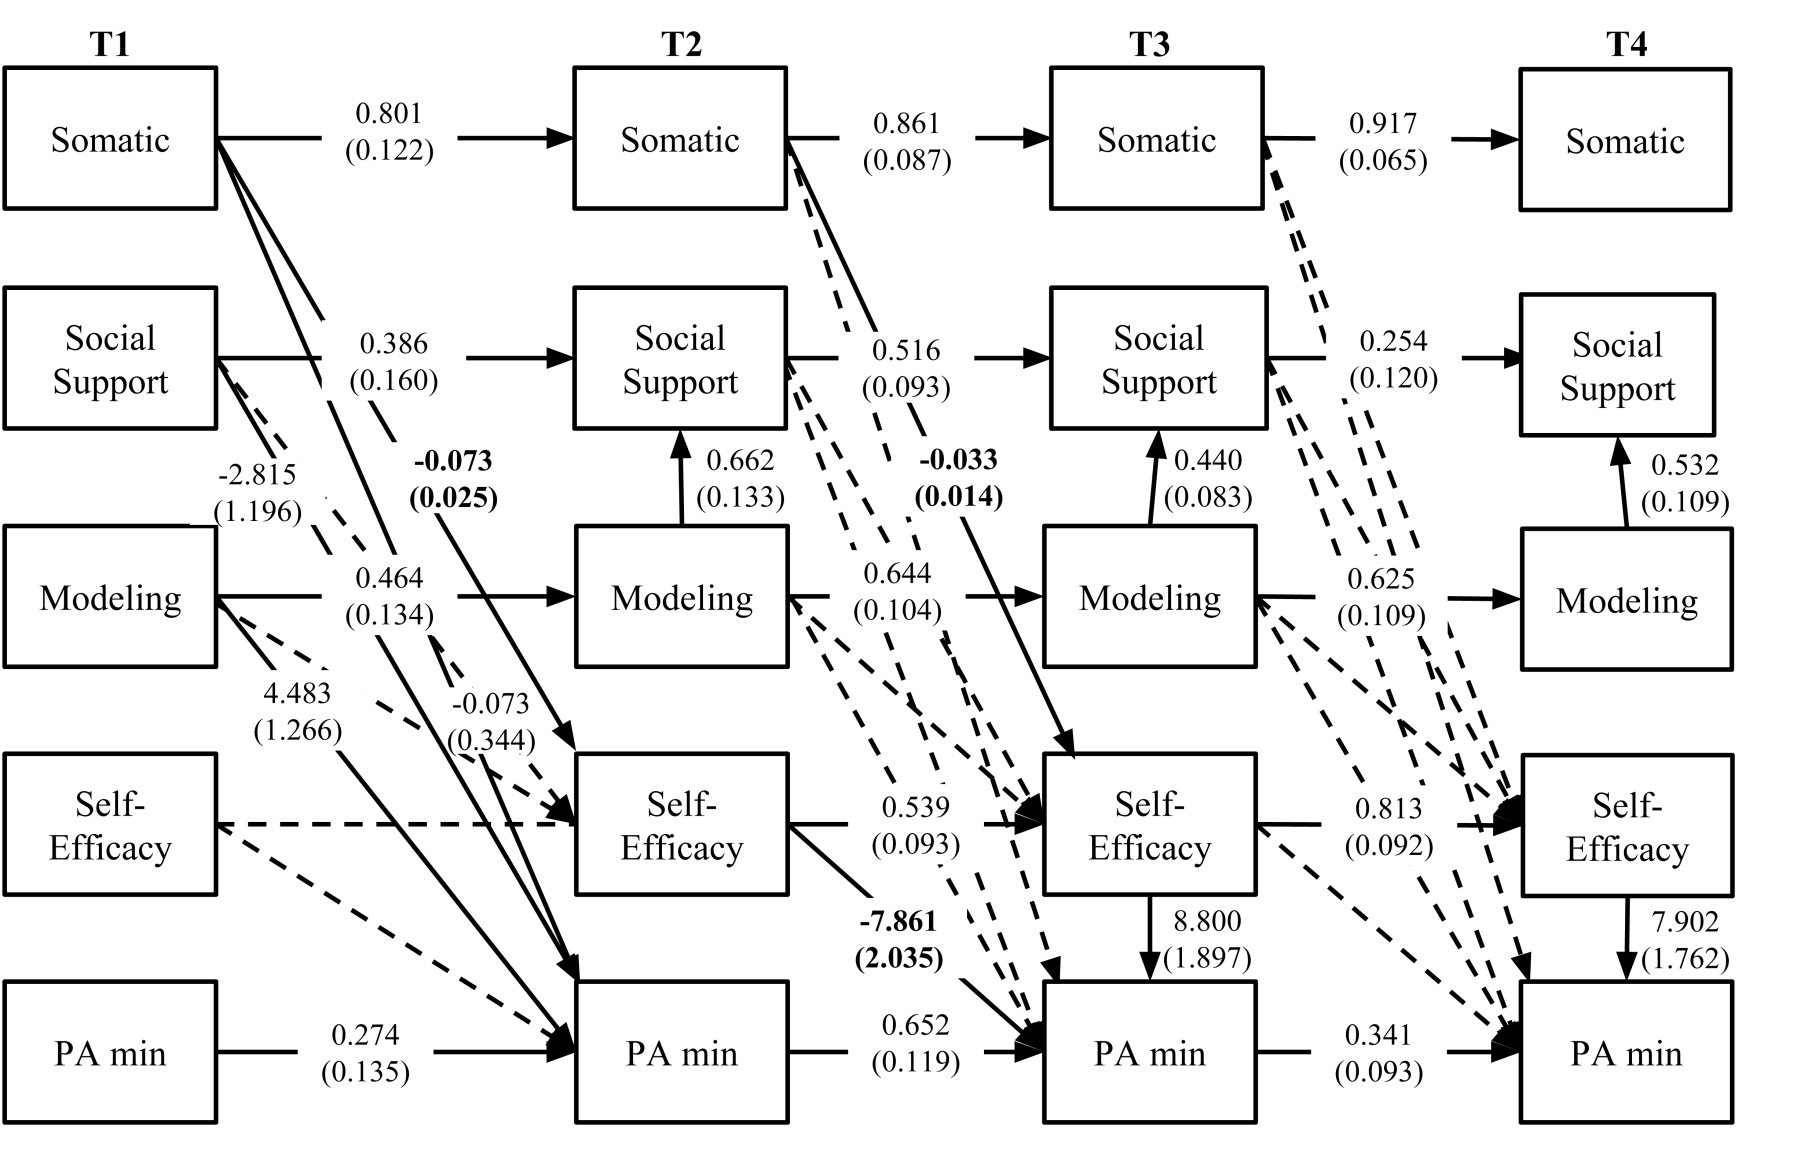 T1 T2 T3 T4
Somatic
0.801
(0.122)
Somatic
0.861
(0.087)
Somatic
0.917
(0.065)
Somatic
Social
Support
0.386
(0.160)
Social
Support
0.516
(0.093)
Social
Support
0.254
(0.120)
Social
Support
-2.815
(1.196)
-0.073
(0.025)
0.662
(0.133)
-0.033
(0.014)
0.440
(0.083)
0.532
(0.109)
Modeling
0.464
(0.134)
Modeling
0.644
(0.104)
Modeling
0.625
(0.109)
Modeling
4.483
(1.266)
-0.073
(0.344)
Self-
Efficacy
Self-
Efficacy
0.539
(0.093)
Self-
Efficacy
0.813
(0.092)
Self-
Efficacy
-7.861
(2.035)
8.800
(1.897)
7.902
(1.762)
PA min
0.274
(0.135)
PA min
0.652
(0.119)
PA min
0.341
(0.093)
PA min